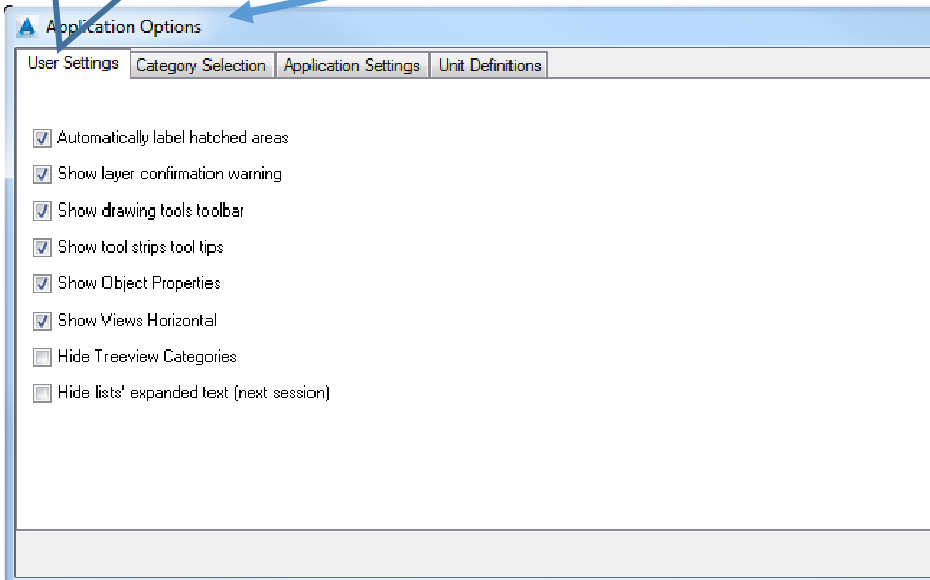 Application Options
User Settings Category Selection Application Settings Unit Definitions
Automatically label hatched areas
Show layer confirmation warning
Show drawing tools toolbar
Show tool strips tool tips
Show Object Properties
Show Views Horizontal
Hide Treeview Categories
Hide lists' expanded text (next session)